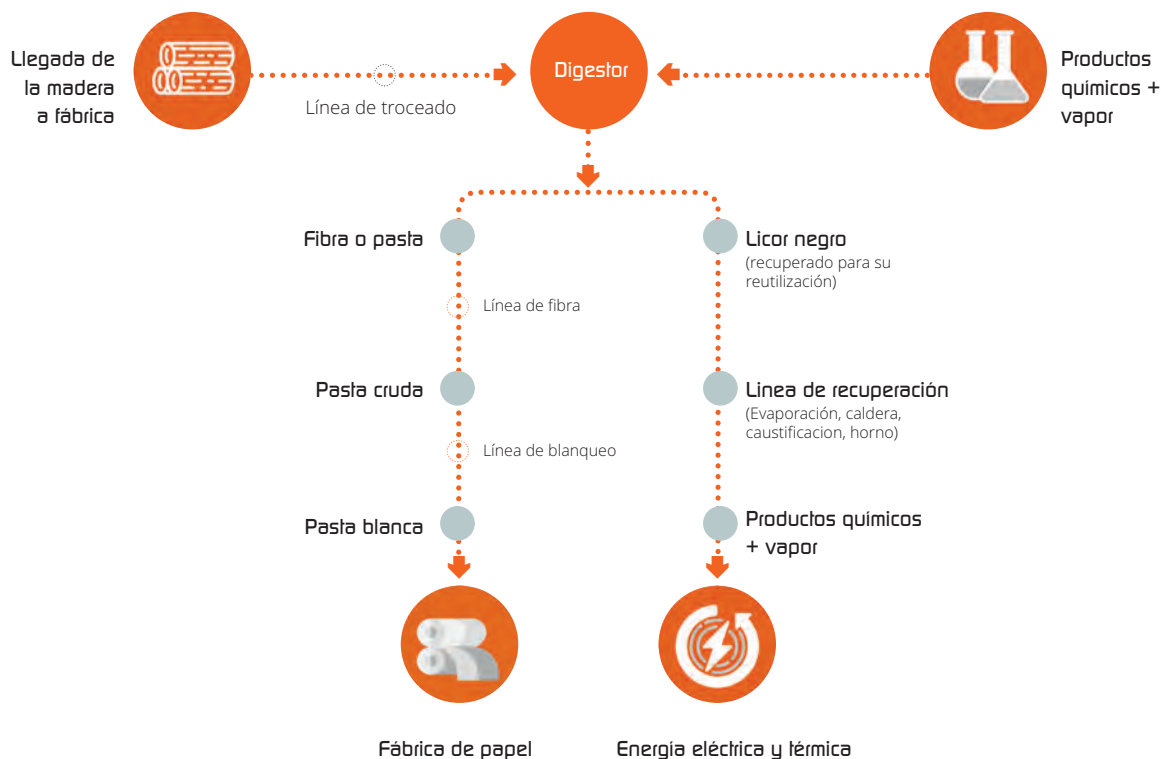 Llegada de
la madera
a fábrica
Línea de troceado
Digestor
Productos
químicos +
vapor
Fibra o pasta
Licor negro
(recuperado para su
reutilización)
Línea de fibra
Pasta cruda
Linea de recuperación
(Evaporación, caldera,
caustificacion, horno)
Línea de blanqueo
Pasta blanca
Productos químicos
+ vapor
Fábrica de papel
Energía eléctrica y térmica